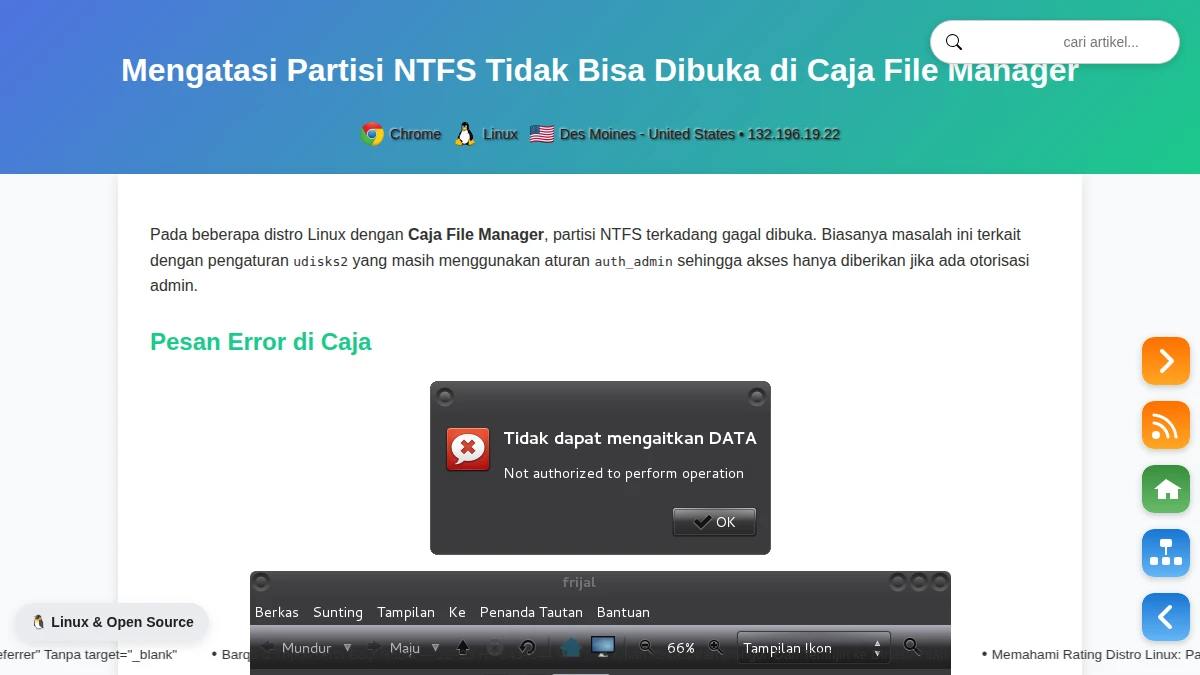 cari artikel...
Mengatasi Partisi NTFS Tidak Bisa Dibuka di Caja File Manager
Chrome Linux Des Moines - United States • 132.196.19.22
Pada beberapa distro Linux dengan Caja File Manager, partisi NTFS terkadang gagal dibuka. Biasanya masalah ini terkait
dengan pengaturan udisks2 yang masih menggunakan aturan auth_admin sehingga akses hanya diberikan jika ada otorisasi
admin.
Pesan Error di Caja
Tidak dapat mengaitkan DATA
Not authorized to perform operation
OK
frijal
Berkas Sunting Tampilan Ke Penanda Tautan Bantuan
Mundur Maju 66% Tampilan Ikon
Linux & Open Source
eferrer" Tanpa target="_blank" • Barq • Memahami Rating Distro Linux: Pa